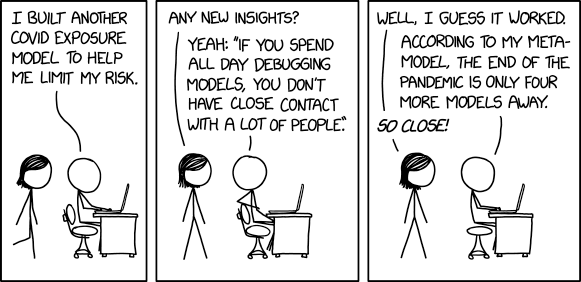 I BUILT ANOTHER
COVID EXPOSURE
MODEL TO HELP
ME LIMIT MY RISK.
ANY NEW INSIGHTS?
YEAH: "IF YOU SPEND
ALL DAY DEBUGGING
MODELS, YOU DON'T
HAVE CLOSE CONTACT
WITH A LOT OF PEOPLE."
WELL, I GUESS IT WORKED.
ACCORDING TO MY META-
MODEL, THE END OF THE
PANDEMIC IS ONLY FOUR
MORE MODELS AWAY.
SO CLOSE!